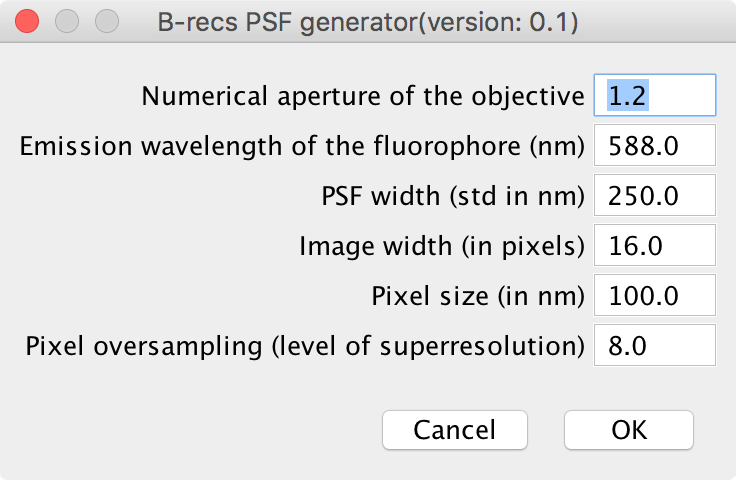 B-recs PSF generator(version: 0.1)
Numerical aperture of the objective 1.2
Emission wavelength of the fluorophore (nm) 588.0
PSF width (std in nm) 250.0
Image width (in pixels) 16.0
Pixel size (in nm) 100.0
Pixel oversampling (level of superresolution) 8.0
Cancel OK